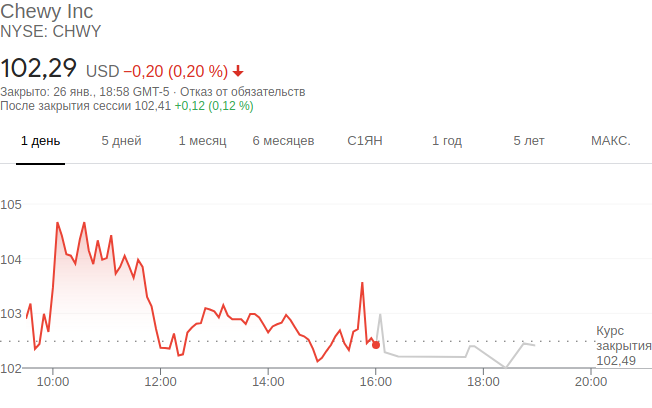 Chewy Inc
NYSE: CHWY
102,29 USD −0,20 (0,20 %)
Закрыто: 26 янв., 18:58 GMT-5 · Отказ от обязательств
После закрытия сессии 102,41 +0,12 (0,12 %)
1 день 5 дней 1 месяц 6 месяцев С1ЯН 1 год 5 лет МАКС.
105
104
103
Курс
закрытия
102,49
102
10:00 12:00 14:00 16:00 18:00 20:00